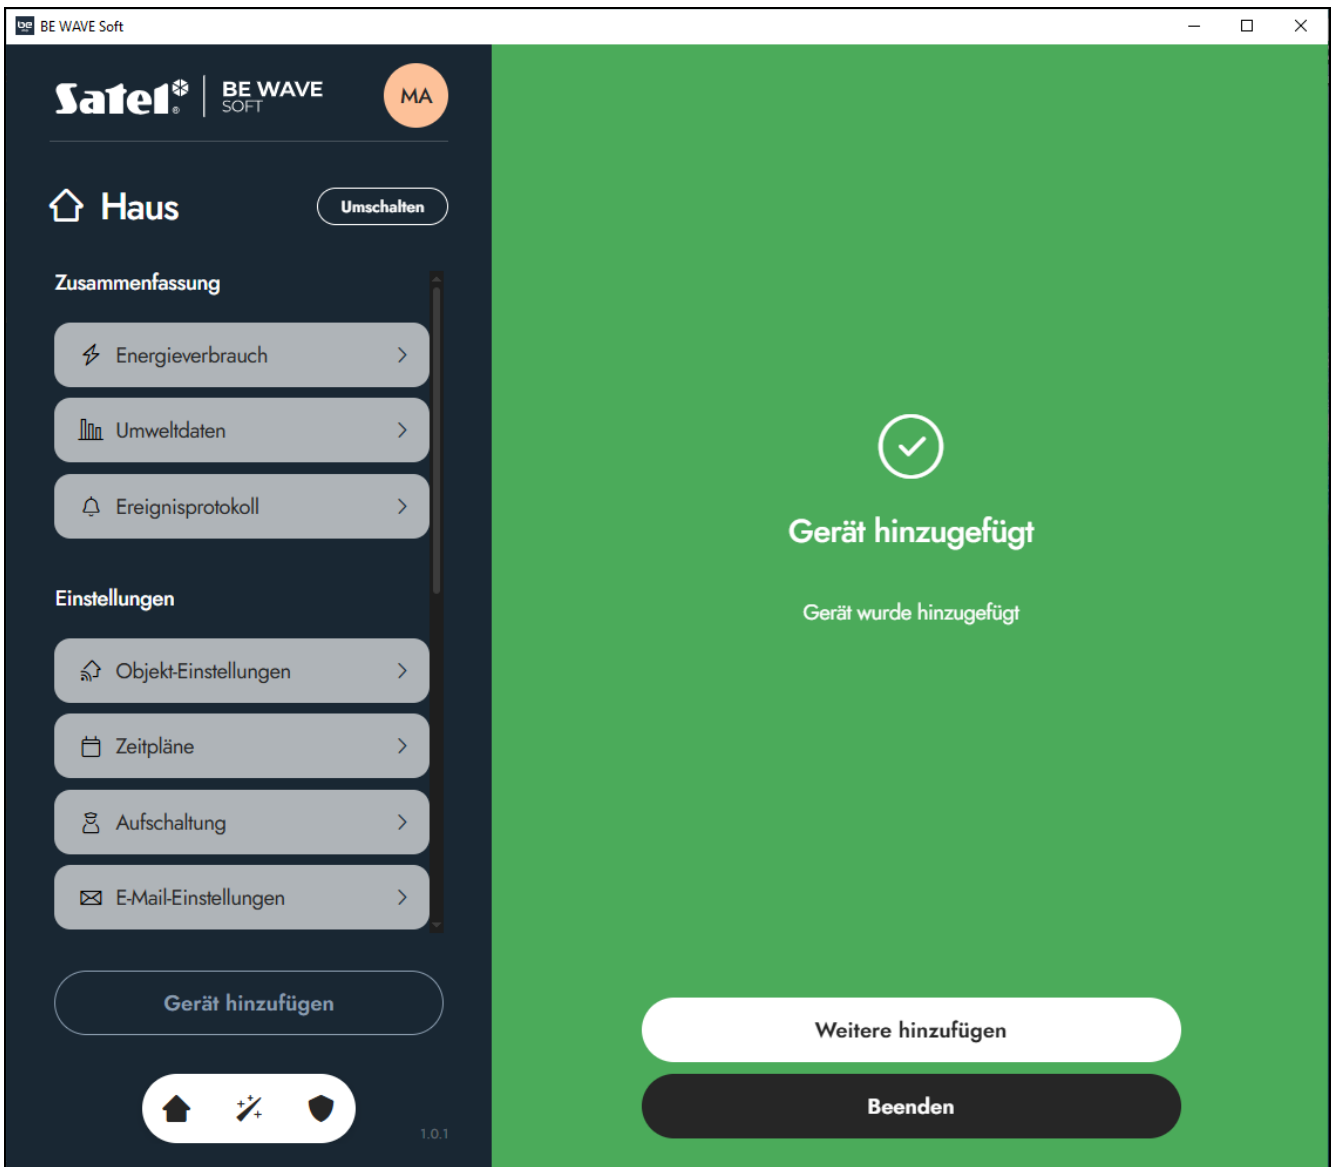 be BE WAVE Soft
Satel® | BE WAVE
SOFT
MA
Haus
Umschalten
Zusammenfassung
Energieverbrauch
Umweltdaten
Ereignisprotokoll
Einstellungen
Objekt-Einstellungen
Zeitpläne
Aufschaltung
E-Mail-Einstellungen
Gerät hinzufügen
1.0.1
Gerät hinzugefügt
Gerät wurde hinzugefügt
Weitere hinzufügen
Beenden